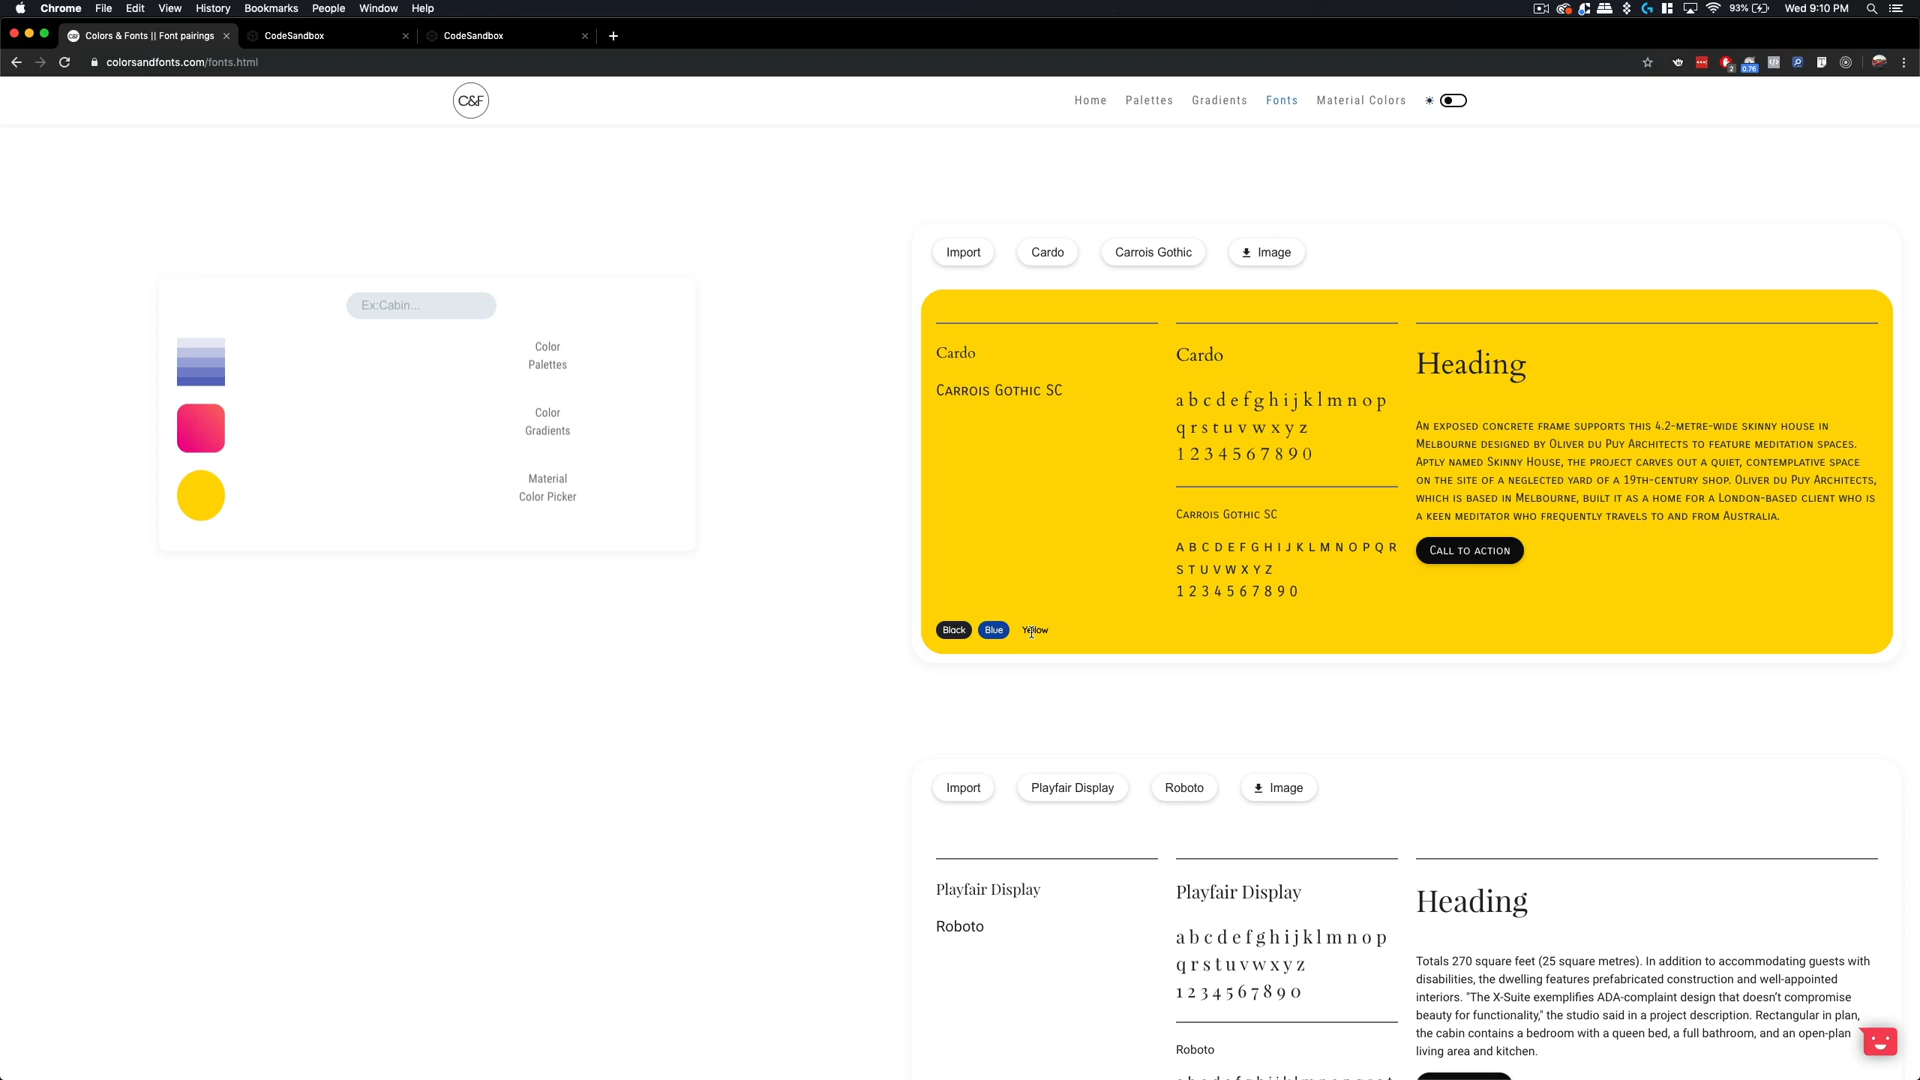 Chrome File Edit View History Bookmarks People Window Help
93% Wed 9:10 PM
Colors & Fonts || Font pairings
CodeSandbox
CodeSandbox
colorsandfonts.com/fonts.html
2
0.76
C&F
Home Palettes Gradients Fonts Material Colors
Ex:Cabin...
Color
Palettes
Color
Gradients
Material
Color Picker
Import Cardo Carrois Gothic Image
Cardo
Carrois Gothic SC
Cardo
a b c d e f g h i j k l m n o p
q r s t u v w x y z
1 2 3 4 5 6 7 8 9 0
Carrois Gothic SC
A B C D E F G H I J K L M N O P Q R
S T U V W X Y Z
1 2 3 4 5 6 7 8 9 0
Heading
An exposed concrete frame supports this 4.2-metre-wide skinny house in
Melbourne designed by Oliver du Puy Architects to feature meditation spaces.
Aptly named Skinny House, the project carves out a quiet, contemplative space
on the site of a neglected yard of a 19th-century shop. Oliver du Puy Architects,
which is based in Melbourne, built it as a home for a London-based client who is
a keen meditator who frequently travels to and from Australia.
Call to action
Black Blue Yellow
Import Playfair Display Roboto Image
Playfair Display
Roboto
Playfair Display
a b c d e f g h i j k l m n o p
q r s t u v w x y z
1 2 3 4 5 6 7 8 9 0
Roboto
Heading
Totals 270 square feet (25 square metres). In addition to accommodating guests with
disabilities, the dwelling features prefabricated construction and well-appointed
interiors. "The X-Suite exemplifies ADA-complaint design that doesn't compromise
beauty for functionality," the studio said in a project description. Rectangular in plan,
the cabin contains a bedroom with a queen bed, a full bathroom, and an open-plan
living area and kitchen.